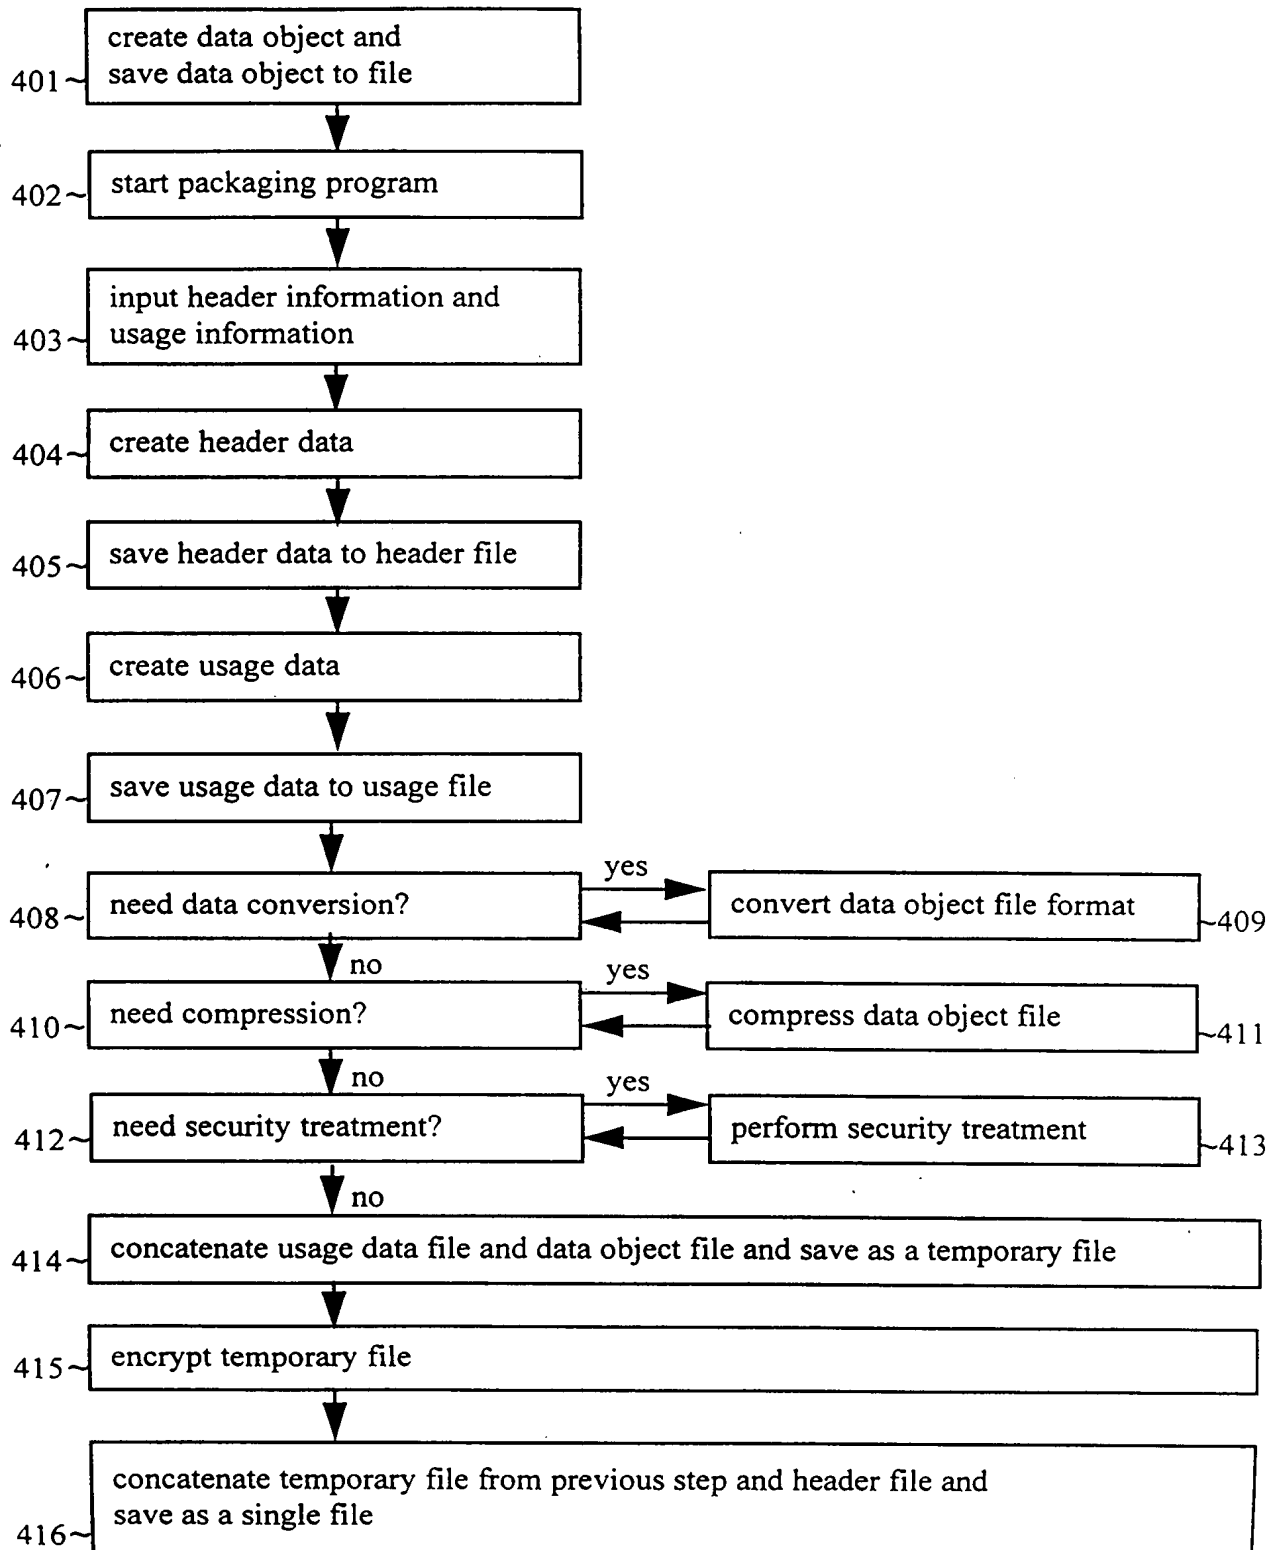 create data object and
save data object to file
401~
start packaging program
402~
input header information and
usage information
403~
create header data
404~
save header data to header file
405~
create usage data
406~
save usage data to usage file
407~
yes
need data conversion?
convert data object file format
408~
~409
no
yes
need compression?
compress data object file
410~
~411
no
yes
need security treatment?
perform security treatment
412~
~413
no
concatenate usage data file and data object file and save as a temporary file
414~
encrypt temporary file
415~
concatenate temporary file from previous step and header file and
save as a single file
416~